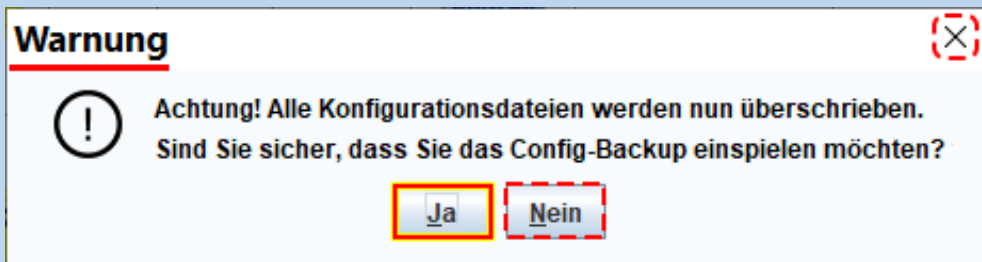 Warnung
Achtung! Alle Konfigurationsdateien werden nun überschrieben.
Sind Sie sicher, dass Sie das Config-Backup einspielen möchten?
Ja Nein